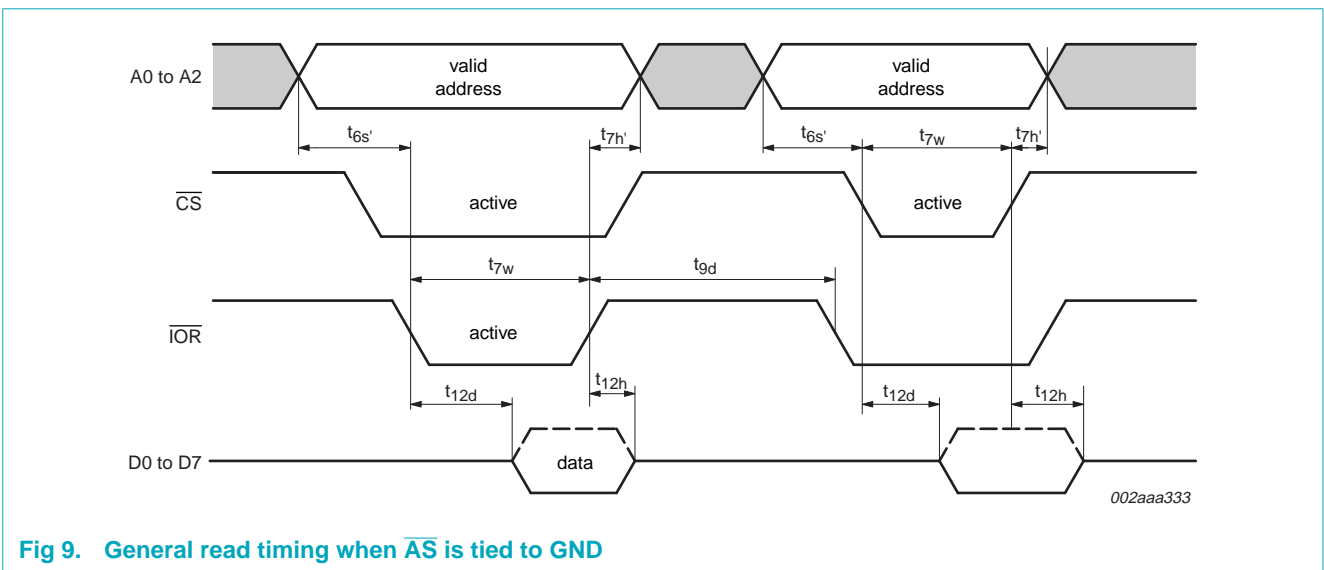 A0 to A2
valid
address
valid
address
t6s'
t7h'
t6s'
t7w
t7h'
CS
active
active
t7w
t9d
IOR
active
t12d
t12h
t12d
t12h
D0 to D7
data
002aaa333
Fig 9. General read timing when AS is tied to GND